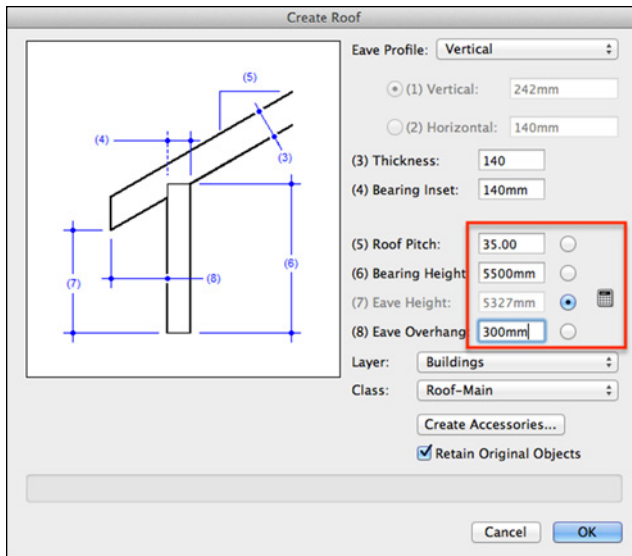 Create Roof
Eave Profile: Vertical
(1) Vertical: 242mm
(2) Horizontal: 140mm
(3) Thickness: 140
(4) Bearing Inset: 140mm
(5) Roof Pitch: 35.00
(6) Bearing Height 5500mm
(7) Eave Height: 5327mm
(8) Eave Overhang 300mm
Layer: Buildings
Class: Roof-Main
Create Accessories...
Retain Original Objects
Cancel OK
(5)
(4)
(3)
(6)
(7)
(8)